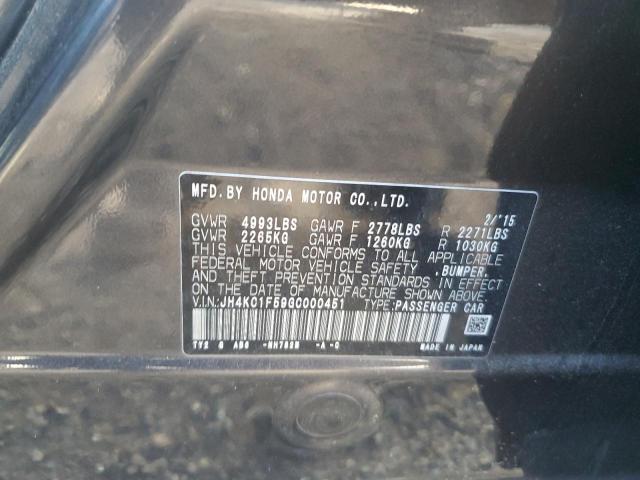 MFD.BY HONDA MOTOR CO.,LTD. 2/'15
GVWR 4993LBS GAWR F 2778LBS R 2271LBS
GVWR 2265KG GAWR F 1260KG R 1030KG
THIS VEHICLE CONFORMS TO ALL APPLICABLE
FEDERAL MOTOR VEHICLE SAFETY, BUMPER,
AND THEFT PREVENTION STANDARDS IN EFFECT
ON THE DATE OF MANUFACTURE SHOWN ABOVE.
V.I.N:JH4KC1F59GC000451 TYPE:PASSENGER CAR
TY2 A -A-
MADE IN JAPAN